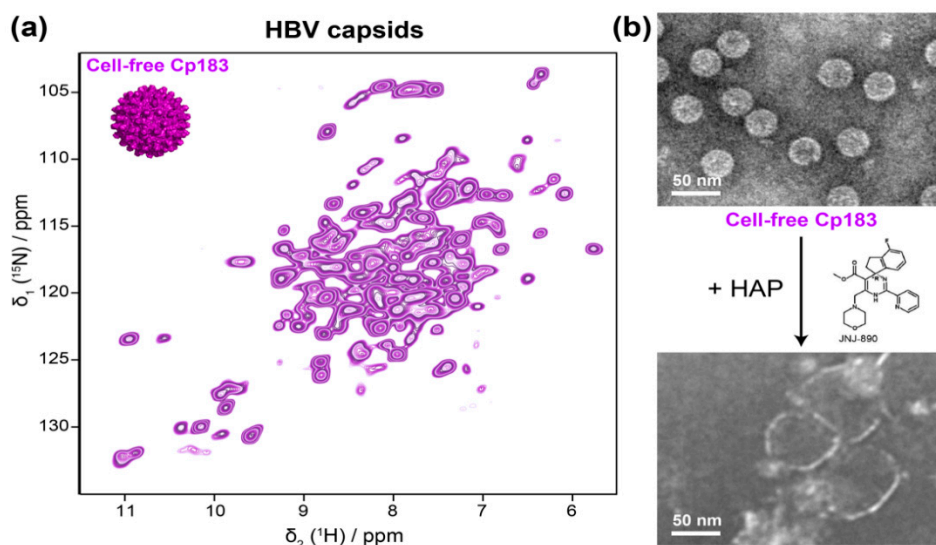 (a)
HBV capsids
Cell-free Cp183
105
110
115
120
125
130
δ₁ (¹⁵N) / ppm
11
10
9
8
7
6
δ₂ (¹H) / ppm
(b)
50 nm
Cell-free Cp183
+ HAP
F
O
O
R
N
N
H
N
N
O
JNJ-890
50 nm